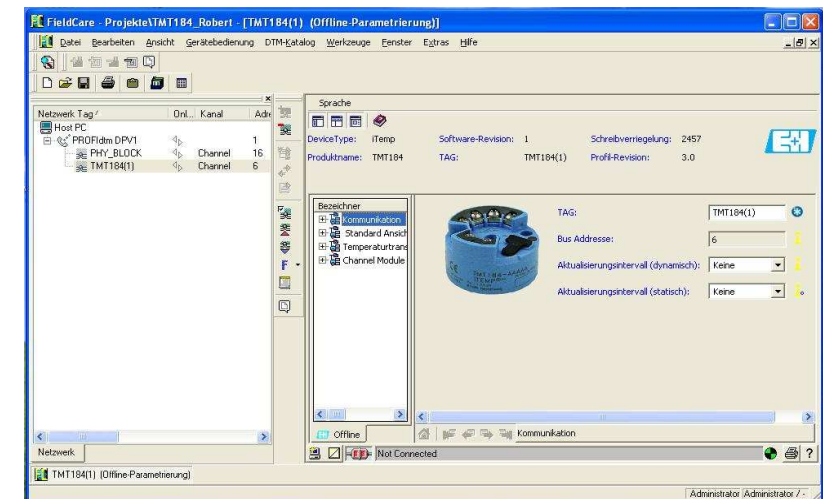 FieldCare - Projekte\TMT184_Robert - [TMT184(1) (Offline-Parametrierung)]
Datei Bearbeiten Ansicht Gerätebedienung DTM-Katalog Werkzeuge Fenster Extras Hilfe
Netzwerk Tag Onl... Kanal Adre
Host PC
PROFIdtm DPV1 1
PHY_BLOCK Channel 16
TMT184(1) Channel 6
Netzwerk
F
Sprache
DeviceType: iTemp Software-Revision: 1 Schreibverriegelung: 2457
Produktname: TMT184 TAG: TMT184(1) Profil-Revision: 3.0
E+H
Bezeichner
Kommunikation
Standard Ansich
Temperaturtrans
Channel Module
TAG: TMT184(1)
Bus Addresse: 6
Aktualisierungsintervall (dynamisch): Keine
Aktualisierungsintervall (statisch): Keine
Offline
Kommunikation
Not Connected
TMT184(1) (Offline-Parametrierung)
Administrator Administrator / -